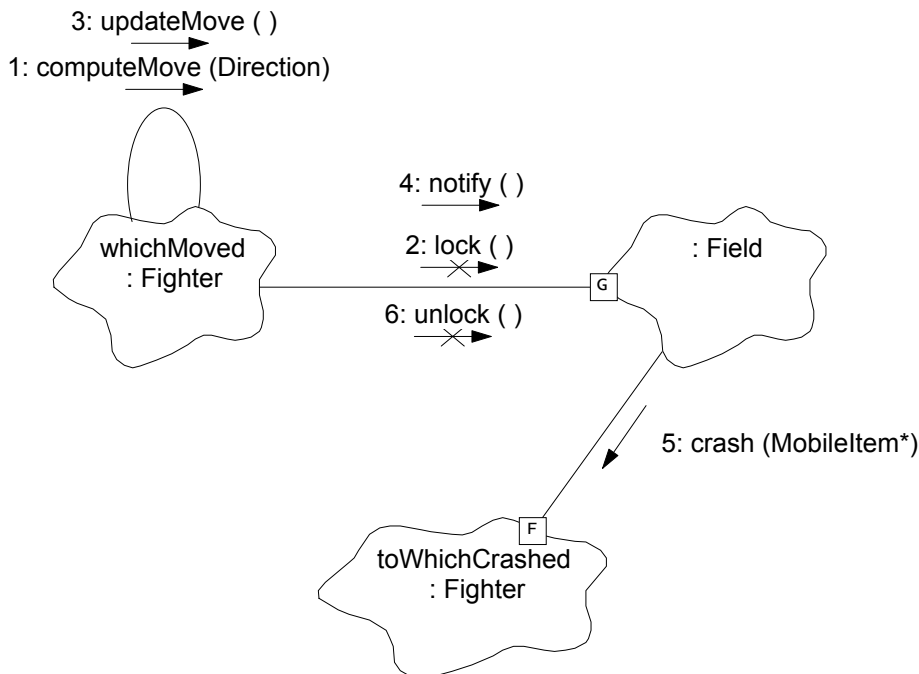 3: updateMove ( )
1: computeMove (Direction)
4: notify ( )
whichMoved
: Fighter
2: lock ( )
: Field
G
6: unlock ( )
5: crash (MobileItem*)
F
toWhichCrashed
: Fighter